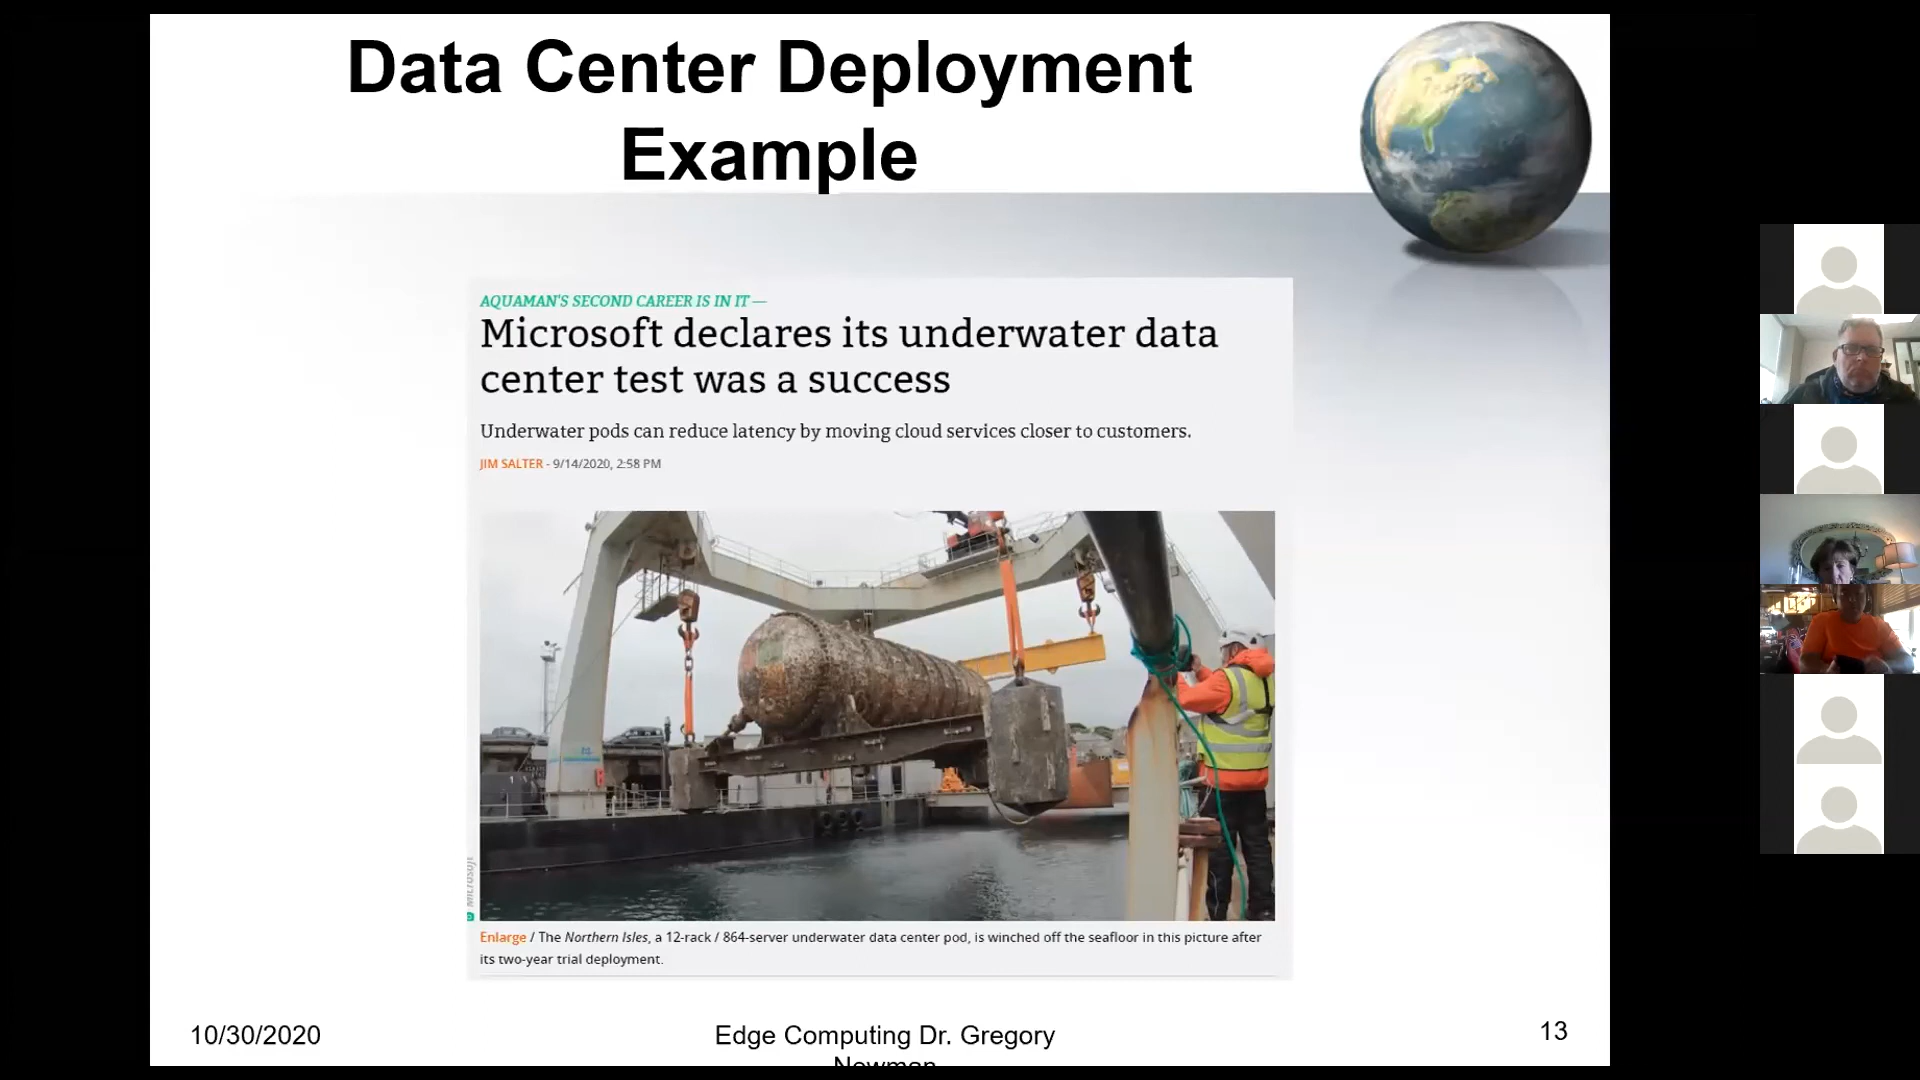 Data Center Deployment
Example
AQUAMAN'S SECOND CAREER IS IN IT —
Microsoft declares its underwater data
center test was a success
Underwater pods can reduce latency by moving cloud services closer to customers.
JIM SALTER - 9/14/2020, 2:58 PM
Microsoft
Enlarge / The Northern Isles, a 12-rack / 864-server underwater data center pod, is winched off the seafloor in this picture after
its two-year trial deployment.
10/30/2020
Edge Computing Dr. Gregory
Newman
13